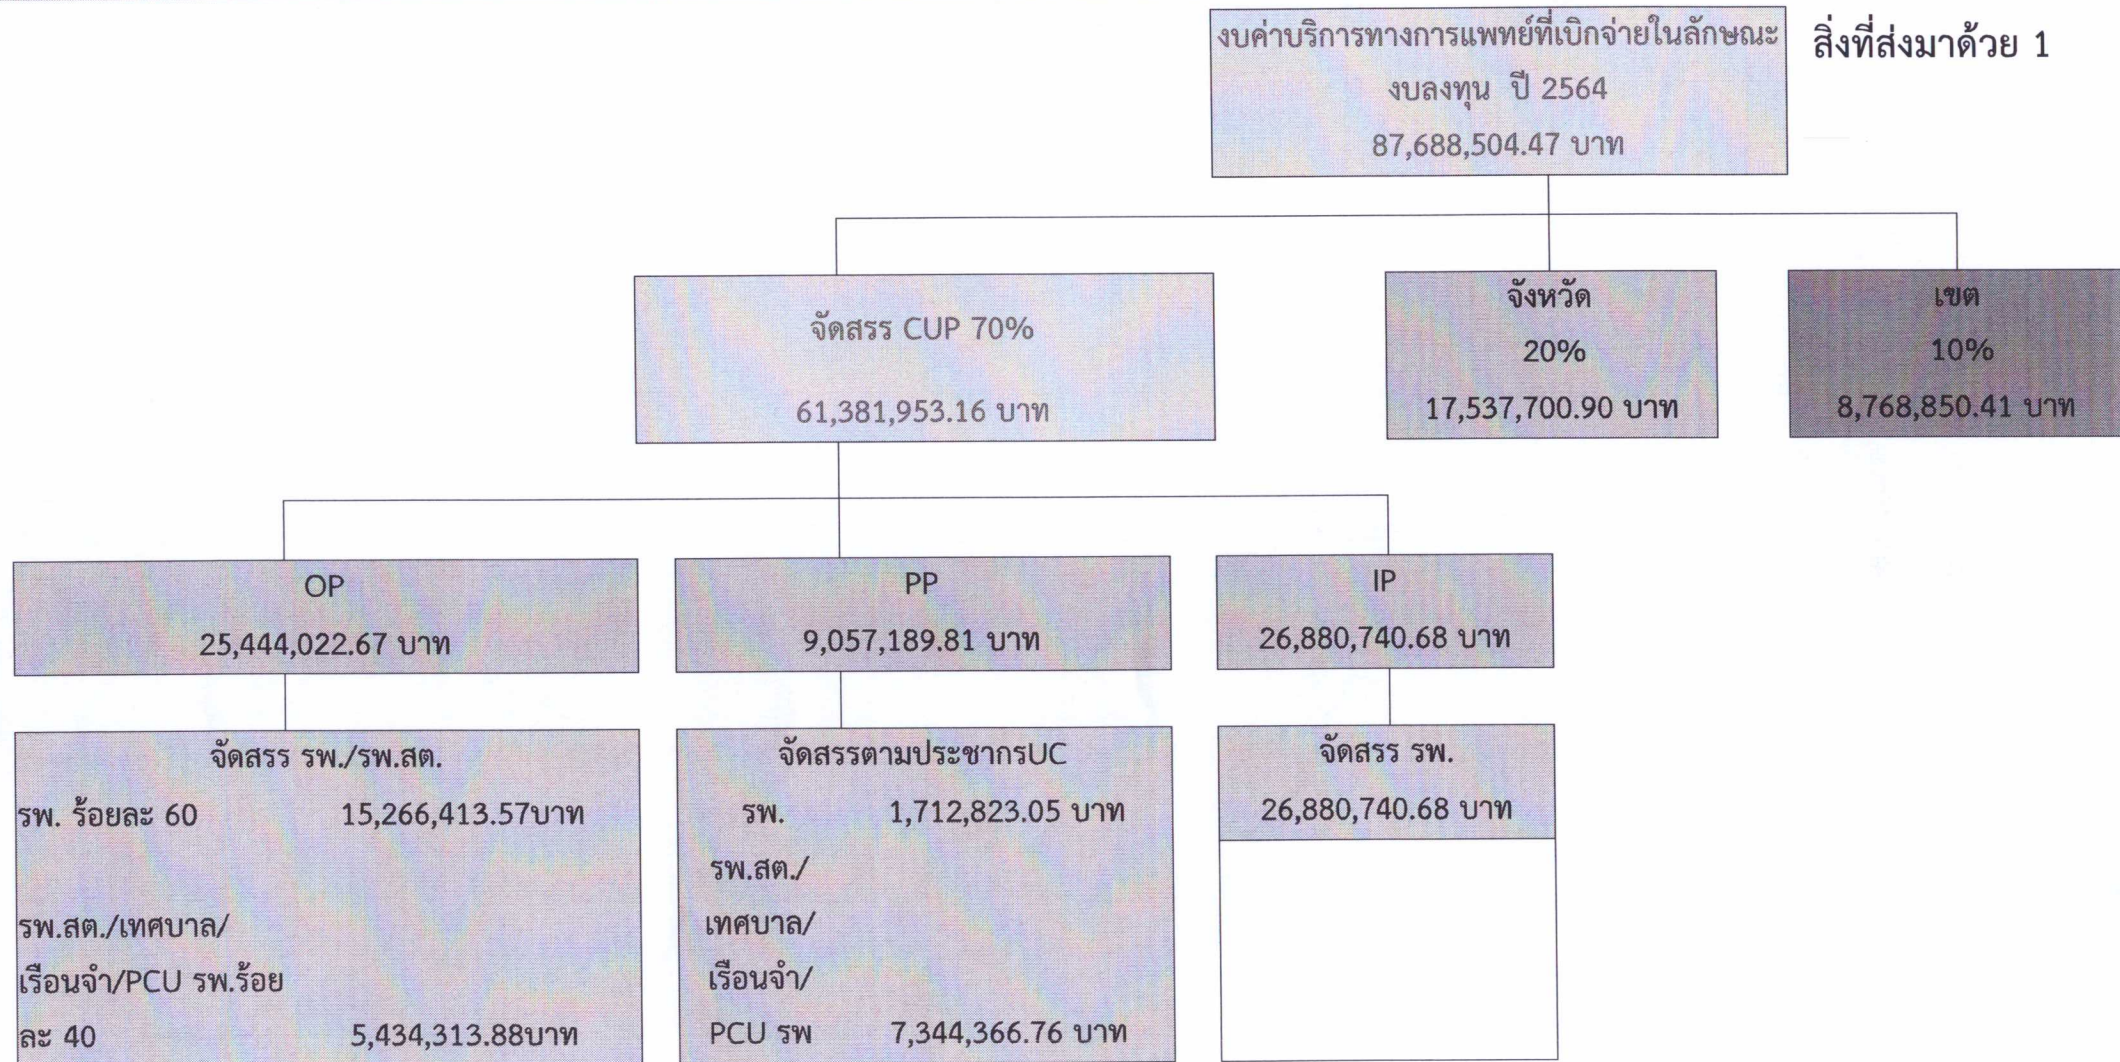 งบค่าบริการทางการแพทย์ที่เบิกจ่ายในลักษณะ
งบลงทุน ปี 2564
87,688,504.47 บาท
สิ่งที่ส่งมาด้วย 1
จัดสรร CUP 70%
61,381,953.16 บาท
จังหวัด
20%
17,537,700.90 บาท
เขต
10%
8,768,850.41 บาท
OP
25,444,022.67 บาท
PP
9,057,189.81 บาท
IP
26,880,740.68 บาท
จัดสรร รพ./รพ.สต.
รพ. ร้อยละ 60 15,266,413.57บาท
รพ.สต./เทศบาล/
เรือนจำ/PCU รพ.ร้อย
ละ 40 5,434,313.88บาท
จัดสรรตามประชากรUC
รพ. 1,712,823.05 บาท
รพ.สต./
เทศบาล/
เรือนจำ/
PCU รพ 7,344,366.76 บาท
จัดสรร รพ.
26,880,740.68 บาท